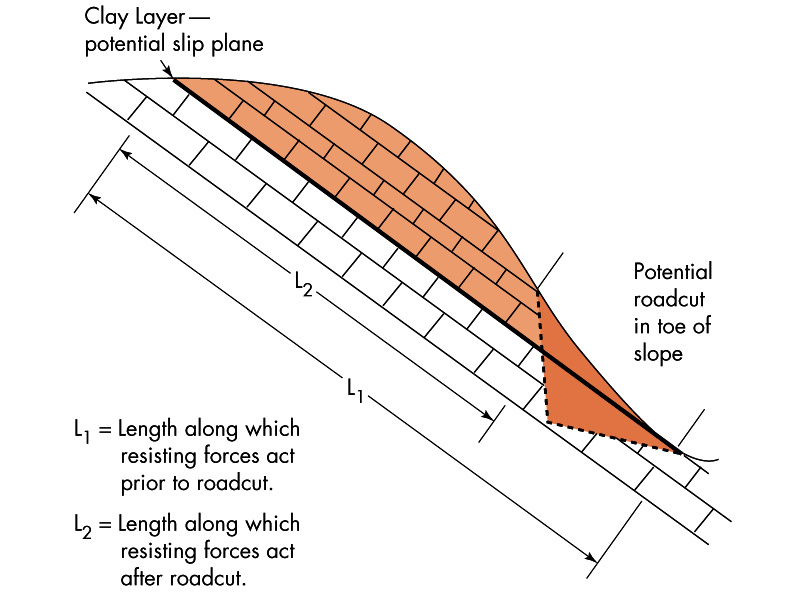 Clay Layer—
potential slip plane
Potential
roadcut
in toe of
slope
L2
L1
L1 = Length along which
resisting forces act
prior to roadcut.
L2 = Length along which
resisting forces act
after roadcut.